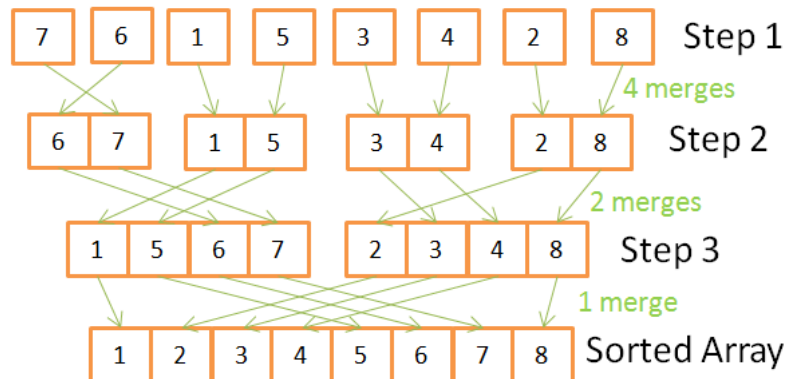 7 6 1 5 3 4 2 8 Step 1
4 merges
6 7 1 5 3 4 2 8 Step 2
2 merges
1 5 6 7 2 3 4 8 Step 3
1 merge
1 2 3 4 5 6 7 8 Sorted Array